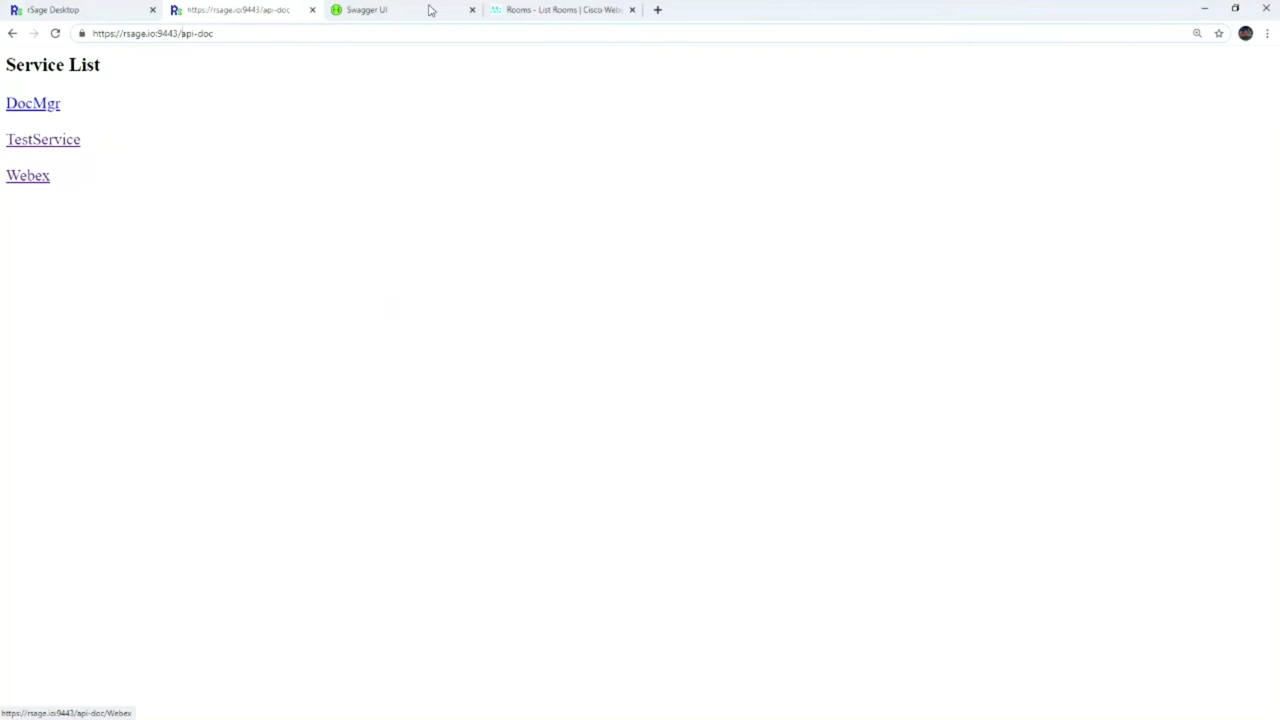 rSage Desktop
https://rsage.io:9443/api-doc
Swagger UI
Rooms - List Rooms | Cisco Web
https://rsage.io:9443/api-doc
Service List
DocMgr
TestService
Webex
https://rsage.io:9443/api-doc/Webex